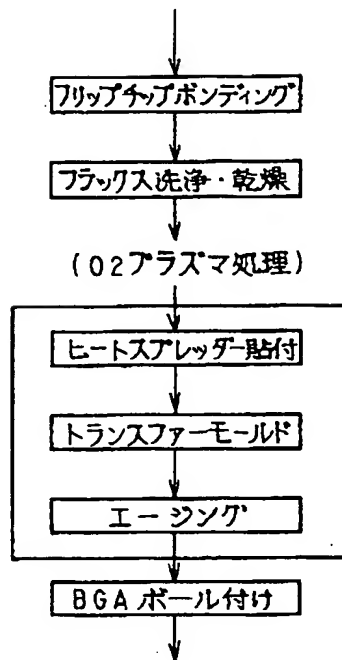 フリップチップボンディング
フラックス洗浄・乾燥
(O2プラズマ処理)
ヒートスプレッダー貼付
トランスファーモールド
エージング
BGAボール付け